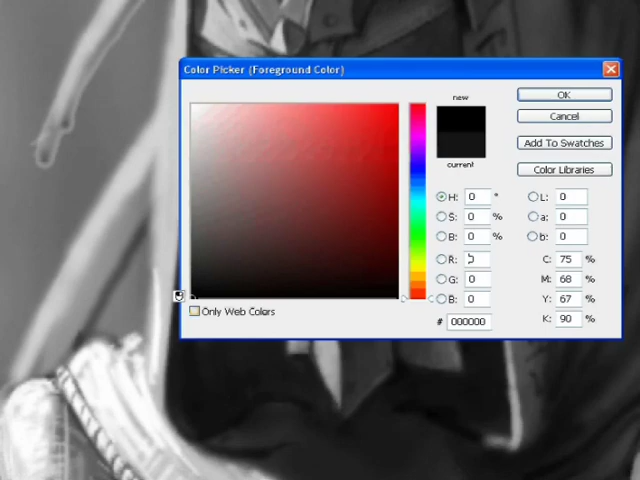 Color Picker (Foreground Color)
new
OK
Cancel
Add To Swatches
current
Color Libraries
H: 0 ° L: 0
S: 0 % a: 0
B: 0 % b: 0
R: C: 75 %
G: 0 M: 68 %
B: 0 Y: 67 %
Only Web Colors
# 000000 K: 90 %